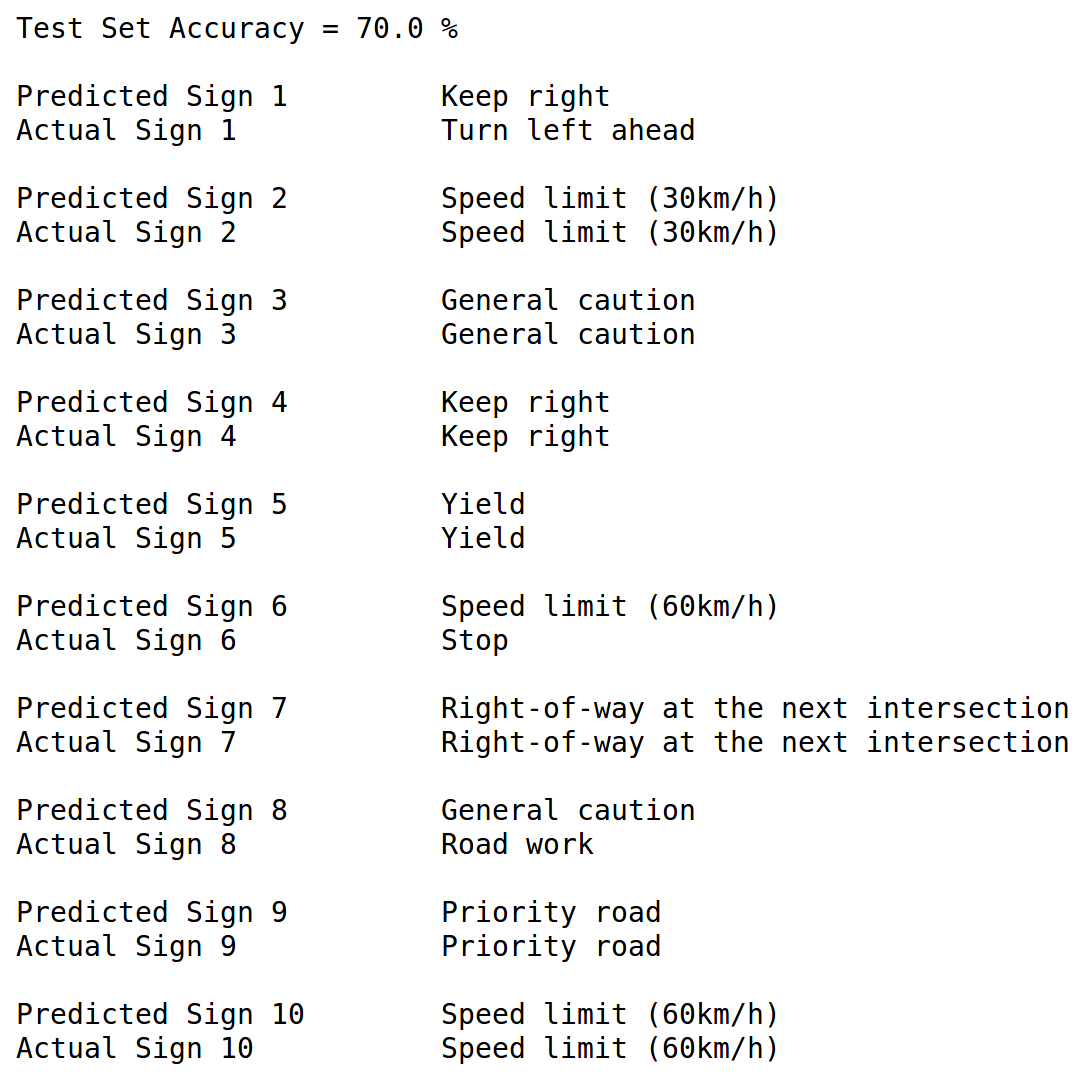 Test Set Accuracy = 70.0 %
Predicted Sign 1 Keep right
Actual Sign 1 Turn left ahead
Predicted Sign 2 Speed limit (30km/h)
Actual Sign 2 Speed limit (30km/h)
Predicted Sign 3 General caution
Actual Sign 3 General caution
Predicted Sign 4 Keep right
Actual Sign 4 Keep right
Predicted Sign 5 Yield
Actual Sign 5 Yield
Predicted Sign 6 Speed limit (60km/h)
Actual Sign 6 Stop
Predicted Sign 7 Right-of-way at the next intersection
Actual Sign 7 Right-of-way at the next intersection
Predicted Sign 8 General caution
Actual Sign 8 Road work
Predicted Sign 9 Priority road
Actual Sign 9 Priority road
Predicted Sign 10 Speed limit (60km/h)
Actual Sign 10 Speed limit (60km/h)